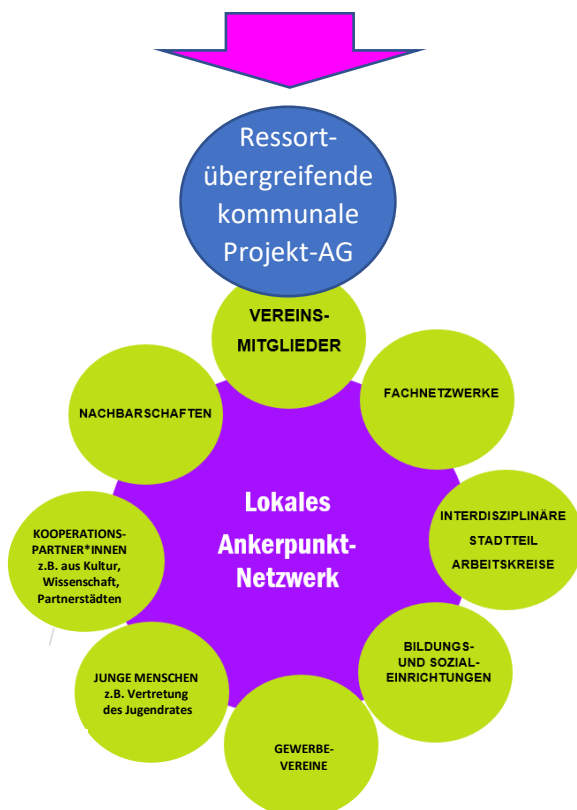 Ressort-
übergreifende
kommunale
Projekt-AG
VEREINS-
MITGLIEDER
FACHNETZWERKE
NACHBARSCHAFTEN
Lokales
Ankerpunkt-
Netzwerk
INTERDISZIPLINÄRE
STADTTEIL
ARBEITSKREISE
KOOPERATIONS-
PARTNER*INNEN
z.B. aus Kultur,
Wissenschaft,
Partnerstädten
BILDUNGS-
UND SOZIAL-
EINRICHTUNGEN
JUNGE MENSCHEN
z.B. Vertretung
des Jugendrates
GEWERBE-
VEREINE